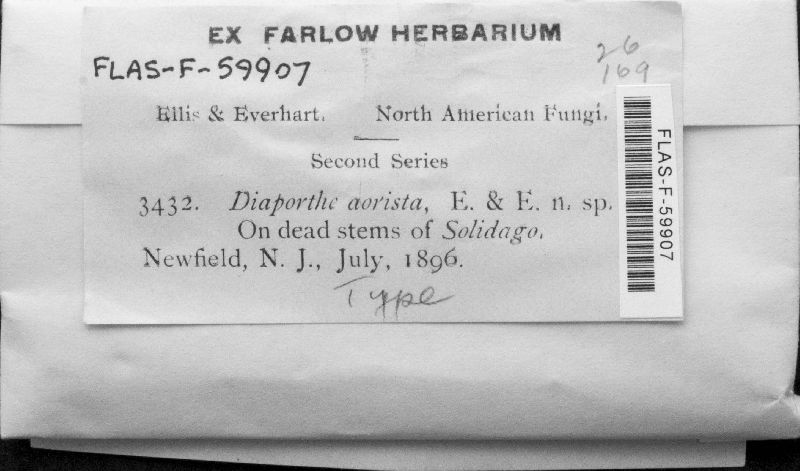 EX FARLOW HERBARIUM
26
169
FLAS-F-59907
Ellis & Everhart. North American Fungi.
Second Series
3432. Diaporthe aorista, E. & E. n. sp.
On dead stems of Solidago.
Newfield, N. J., July, 1896.
Type
FLAS-F-59907